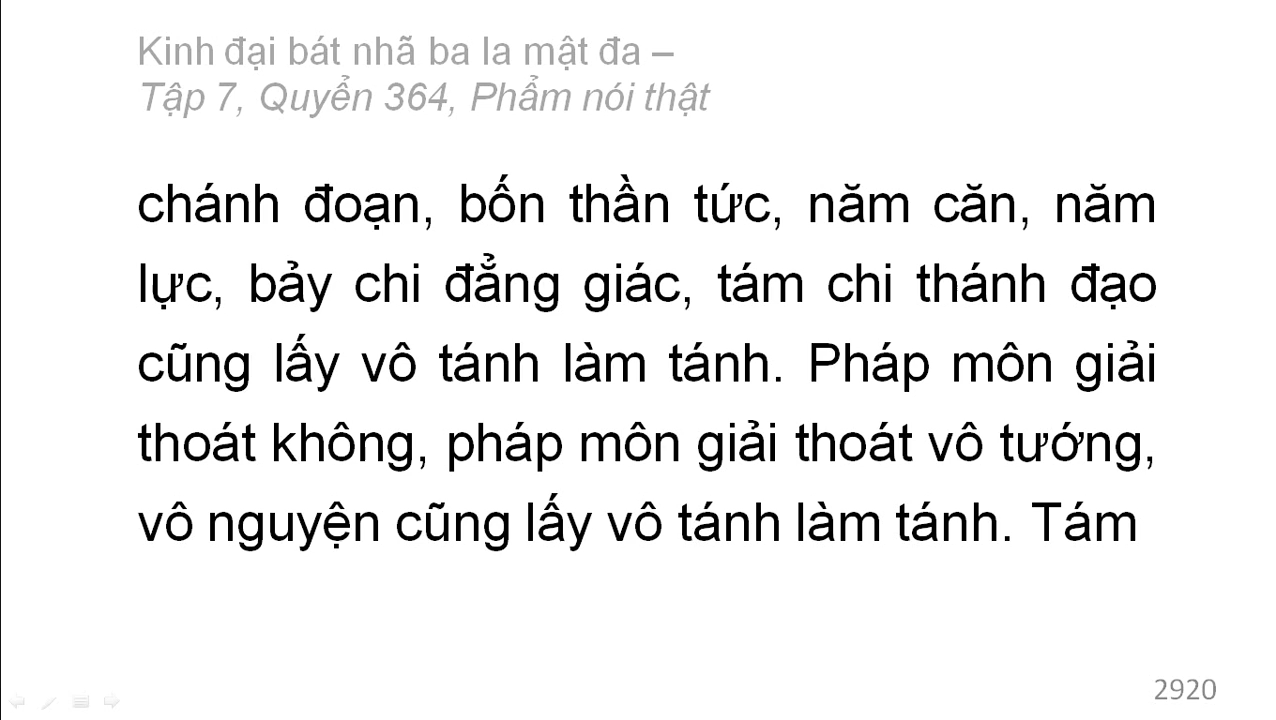 Kinh đại bát nhã ba la mật đa –
Tập 7, Quyển 364, Phẩm nói thật
chánh đoạn, bốn thần tức, năm căn, năm
lực, bảy chi đẳng giác, tám chi thánh đạo
cũng lấy vô tánh làm tánh. Pháp môn giải
thoát không, pháp môn giải thoát vô tướng,
vô nguyện cũng lấy vô tánh làm tánh. Tám
2920